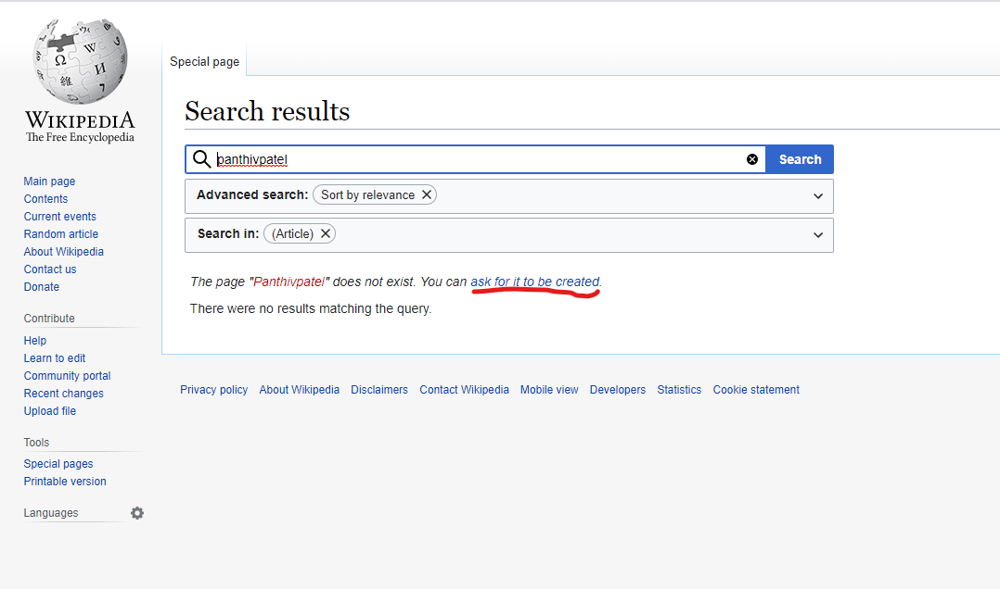 WIKIPEDIA
The Free Encyclopedia
Main page
Contents
Current events
Random article
About Wikipedia
Contact us
Donate
Contribute
Help
Learn to edit
Community portal
Recent changes
Upload file
Tools
Special pages
Printable version
Languages
Special page
Search results
panthivpatel Search
Advanced search: Sort by relevance
Search in: (Article)
The page "Panthivpatel" does not exist. You can ask for it to be created.
There were no results matching the query.
Privacy policy About Wikipedia Disclaimers Contact Wikipedia Mobile view Developers Statistics Cookie statement